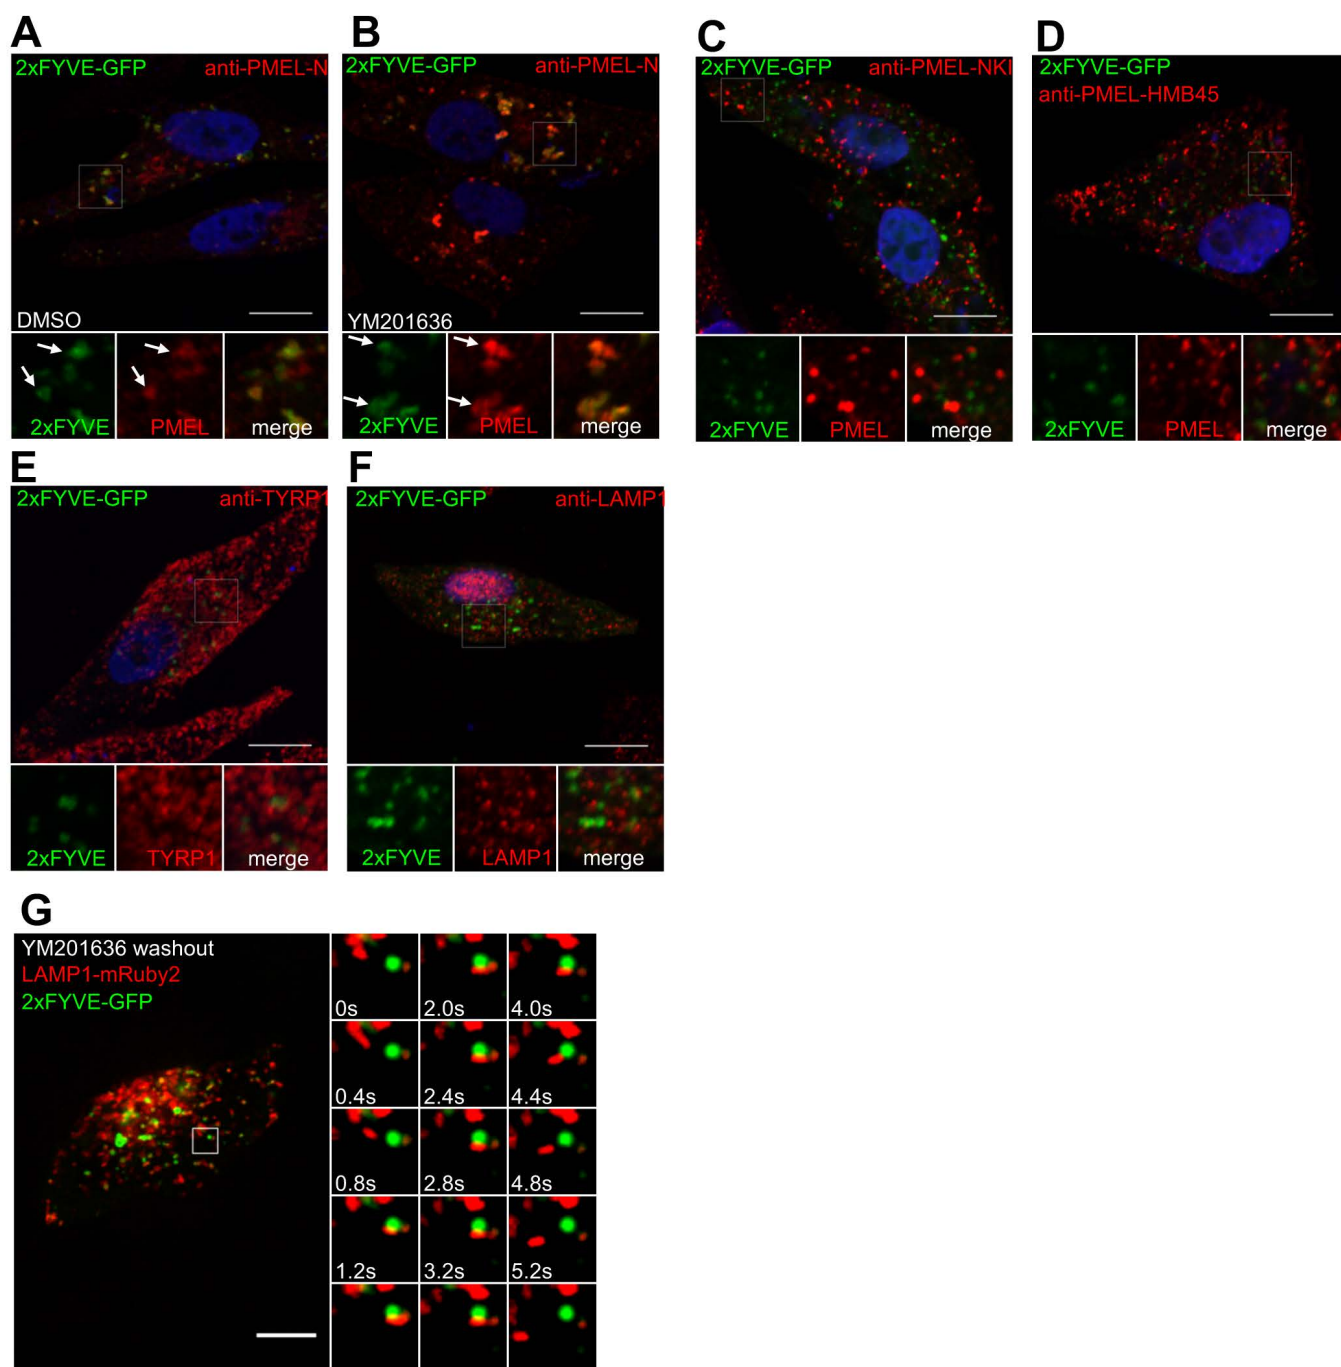 A
2xFYVE-GFP anti-PMEL-N
DMSO
2xFYVE PMEL merge
B
2xFYVE-GFP anti-PMEL-N
YM201636
2xFYVE PMEL merge
C
2xFYVE-GFP anti-PMEL-NKI
2xFYVE PMEL merge
D
2xFYVE-GFP
anti-PMEL-HMB45
2xFYVE PMEL merge
E
2xFYVE-GFP anti-TYRP1
2xFYVE TYRP1 merge
F
2xFYVE-GFP anti-LAMP1
2xFYVE LAMP1 merge
G
YM201636 washout
LAMP1-mRuby2
2xFYVE-GFP
0s 2.0s 4.0s
0.4s 2.4s 4.4s
0.8s 2.8s 4.8s
1.2s 3.2s 5.2s